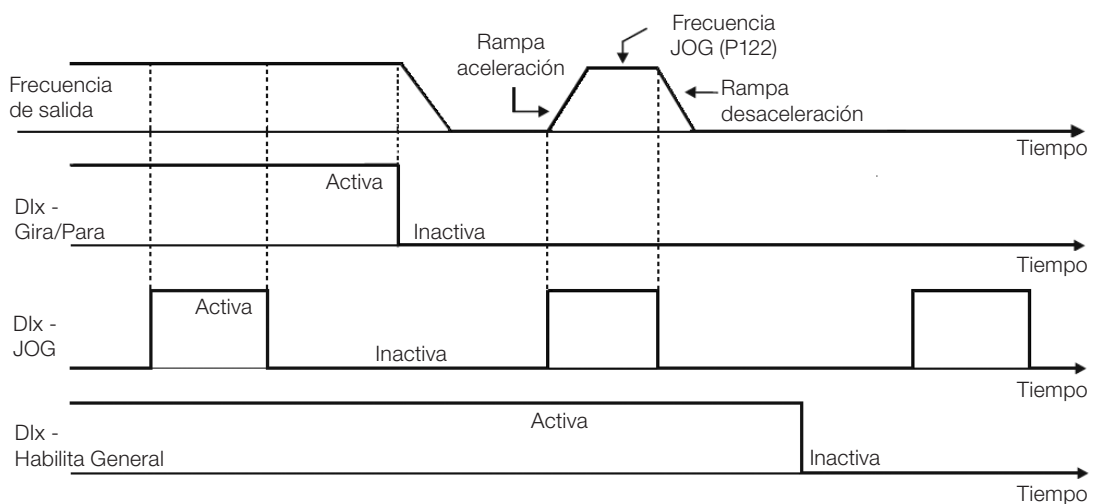 Frecuencia
JOG (P122)
Rampa
aceleración
Frecuencia
de salida
Rampa
desaceleración
Tiempo
Activa
DIx -
Gira/Para
Inactiva
Tiempo
Activa
DIx -
JOG
Inactiva
Tiempo
Activa
DIx -
Habilita General
Inactiva
Tiempo